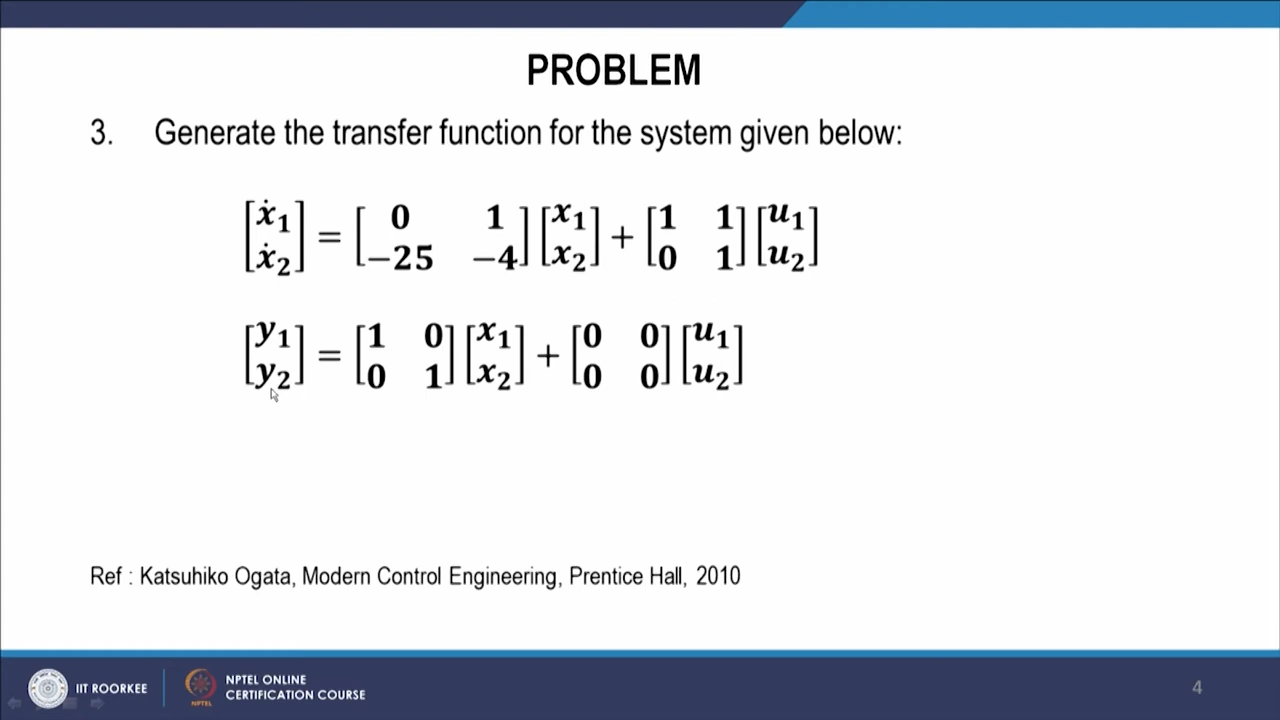 PROBLEM
3. Generate the transfer function for the system given below:
[ẋ₁ ẋ₂] = [0 1 −25 −4] [x₁ x₂] + [1 1 0 1] [u₁ u₂]
[y₁ y₂] = [1 0 0 1] [x₁ x₂] + [0 0 0 0] [u₁ u₂]
Ref : Katsuhiko Ogata, Modern Control Engineering, Prentice Hall, 2010
IIT ROORKEE
NPTEL
NPTEL ONLINE
CERTIFICATION COURSE
4